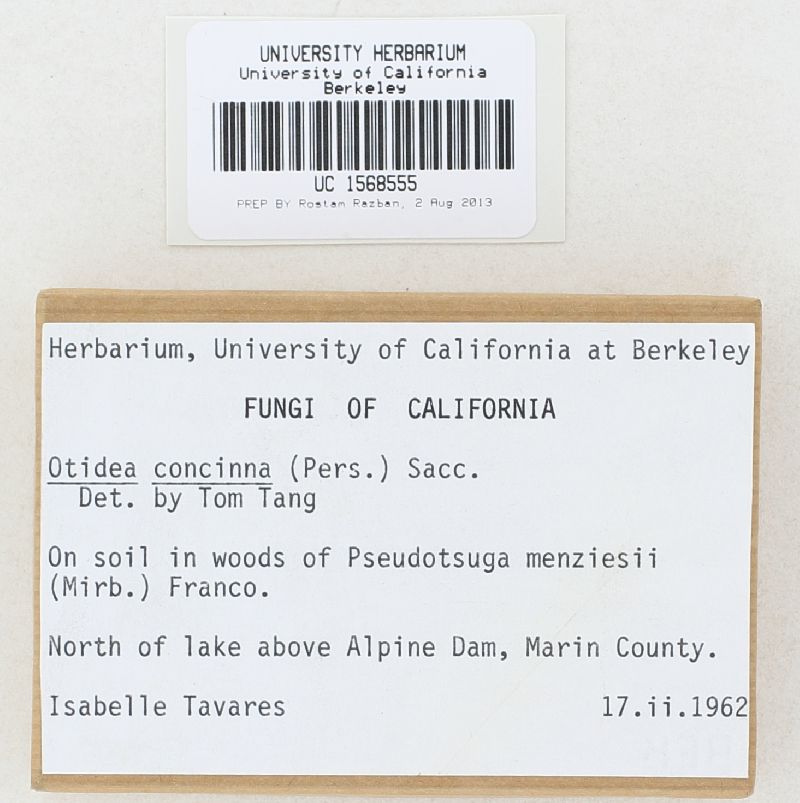 UNIVERSITY HERBARIUM
University of California
Berkeley
UC 1568555
PREP BY Rostam Razban, 2 Aug 2013
Herbarium, University of California at Berkeley
FUNGI OF CALIFORNIA
Otidea concinna (Pers.) Sacc.
Det. by Tom Tang
On soil in woods of Pseudotsuga menziesii
(Mirb.) Franco.
North of lake above Alpine Dam, Marin County.
Isabelle Tavares 17.ii.1962